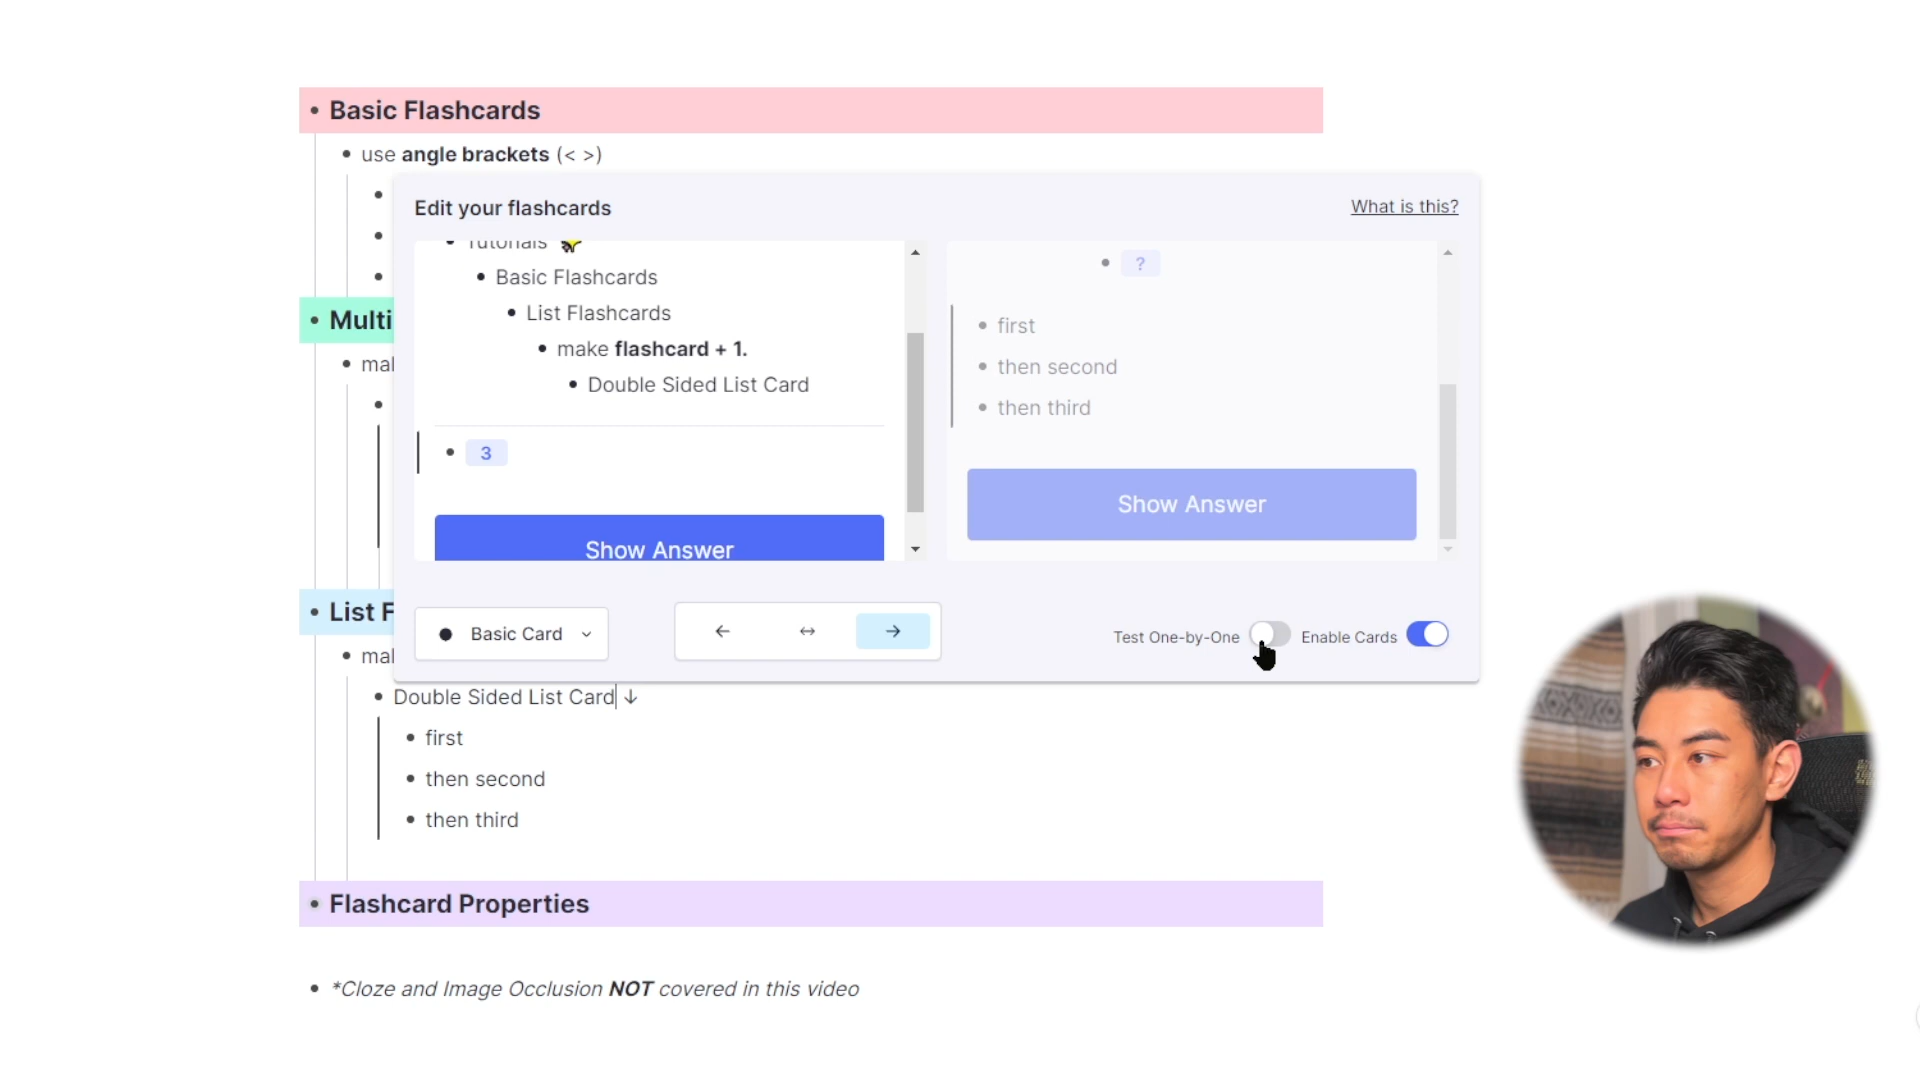 Basic Flashcards
use angle brackets (< >)
Edit your flashcards
What is this?
Tutorials
Basic Flashcards
List Flashcards
make flashcard + 1.
Double Sided List Card
3
Show Answer
?
first
then second
then third
Show Answer
Multi
mal
List F
mal
Basic Card
Test One-by-One
Enable Cards
Double Sided List Card
first
then second
then third
Flashcard Properties
*Cloze and Image Occlusion NOT covered in this video